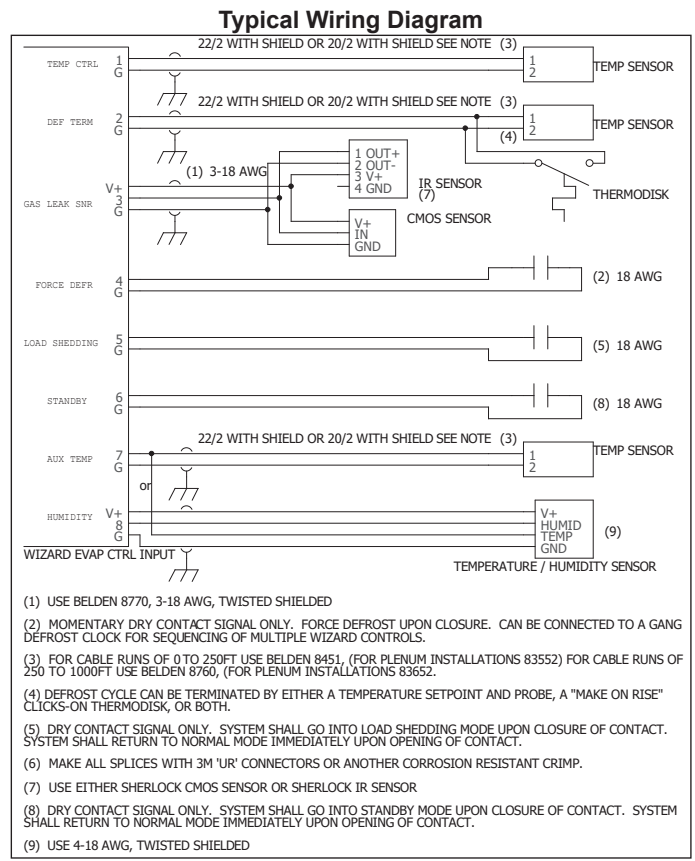 Typical Wiring Diagram
22/2 WITH SHIELD OR 20/2 WITH SHIELD SEE NOTE (3)
TEMP CTRL
1
G
1
2
TEMP SENSOR
22/2 WITH SHIELD OR 20/2 WITH SHIELD SEE NOTE (3)
DEF TERM
2
G
(4)
1
2
TEMP SENSOR
THERMODISK
(1) 3-18 AWG
GAS LEAK SNR
V+
3
G
1 OUT+
2 OUT-
3 V+
4 GND
IR SENSOR
(7)
CMOS SENSOR
V+
IN
GND
FORCE DEFR
4
G
(2) 18 AWG
LOAD SHEDDING
5
G
(5) 18 AWG
STANDBY
6
G
(8) 18 AWG
22/2 WITH SHIELD OR 20/2 WITH SHIELD SEE NOTE (3)
AUX TEMP
7
G
1
2
TEMP SENSOR
or
HUMIDITY
V+
8
G
V+
HUMID
TEMP
GND
(9)
WIZARD EVAP CTRL INPUT
TEMPERATURE / HUMIDITY SENSOR
(1) USE BELDEN 8770, 3-18 AWG, TWISTED SHIELDED
(2) MOMENTARY DRY CONTACT SIGNAL ONLY. FORCE DEFROST UPON CLOSURE. CAN BE CONNECTED TO A GANG
DEFROST CLOCK FOR SEQUENCING OF MULTIPLE WIZARD CONTROLS.
(3) FOR CABLE RUNS OF 0 TO 250FT USE BELDEN 8451, (FOR PLENUM INSTALLATIONS 83552) FOR CABLE RUNS OF
250 TO 1000FT USE BELDEN 8760, (FOR PLENUM INSTALLATIONS 83652.
(4) DEFROST CYCLE CAN BE TERMINATED BY EITHER A TEMPERATURE SETPOINT AND PROBE, A "MAKE ON RISE"
CLICKS-ON THERMODISK, OR BOTH.
(5) DRY CONTACT SIGNAL ONLY. SYSTEM SHALL GO INTO LOAD SHEDDING MODE UPON CLOSURE OF CONTACT.
SYSTEM SHALL RETURN TO NORMAL MODE IMMEDIATELY UPON OPENING OF CONTACT.
(6) MAKE ALL SPLICES WITH 3M 'UR' CONNECTORS OR ANOTHER CORROSION RESISTANT CRIMP.
(7) USE EITHER SHERLOCK CMOS SENSOR OR SHERLOCK IR SENSOR
(8) DRY CONTACT SIGNAL ONLY. SYSTEM SHALL GO INTO STANDBY MODE UPON CLOSURE OF CONTACT. SYSTEM
SHALL RETURN TO NORMAL MODE IMMEDIATELY UPON OPENING OF CONTACT.
(9) USE 4-18 AWG, TWISTED SHIELDED